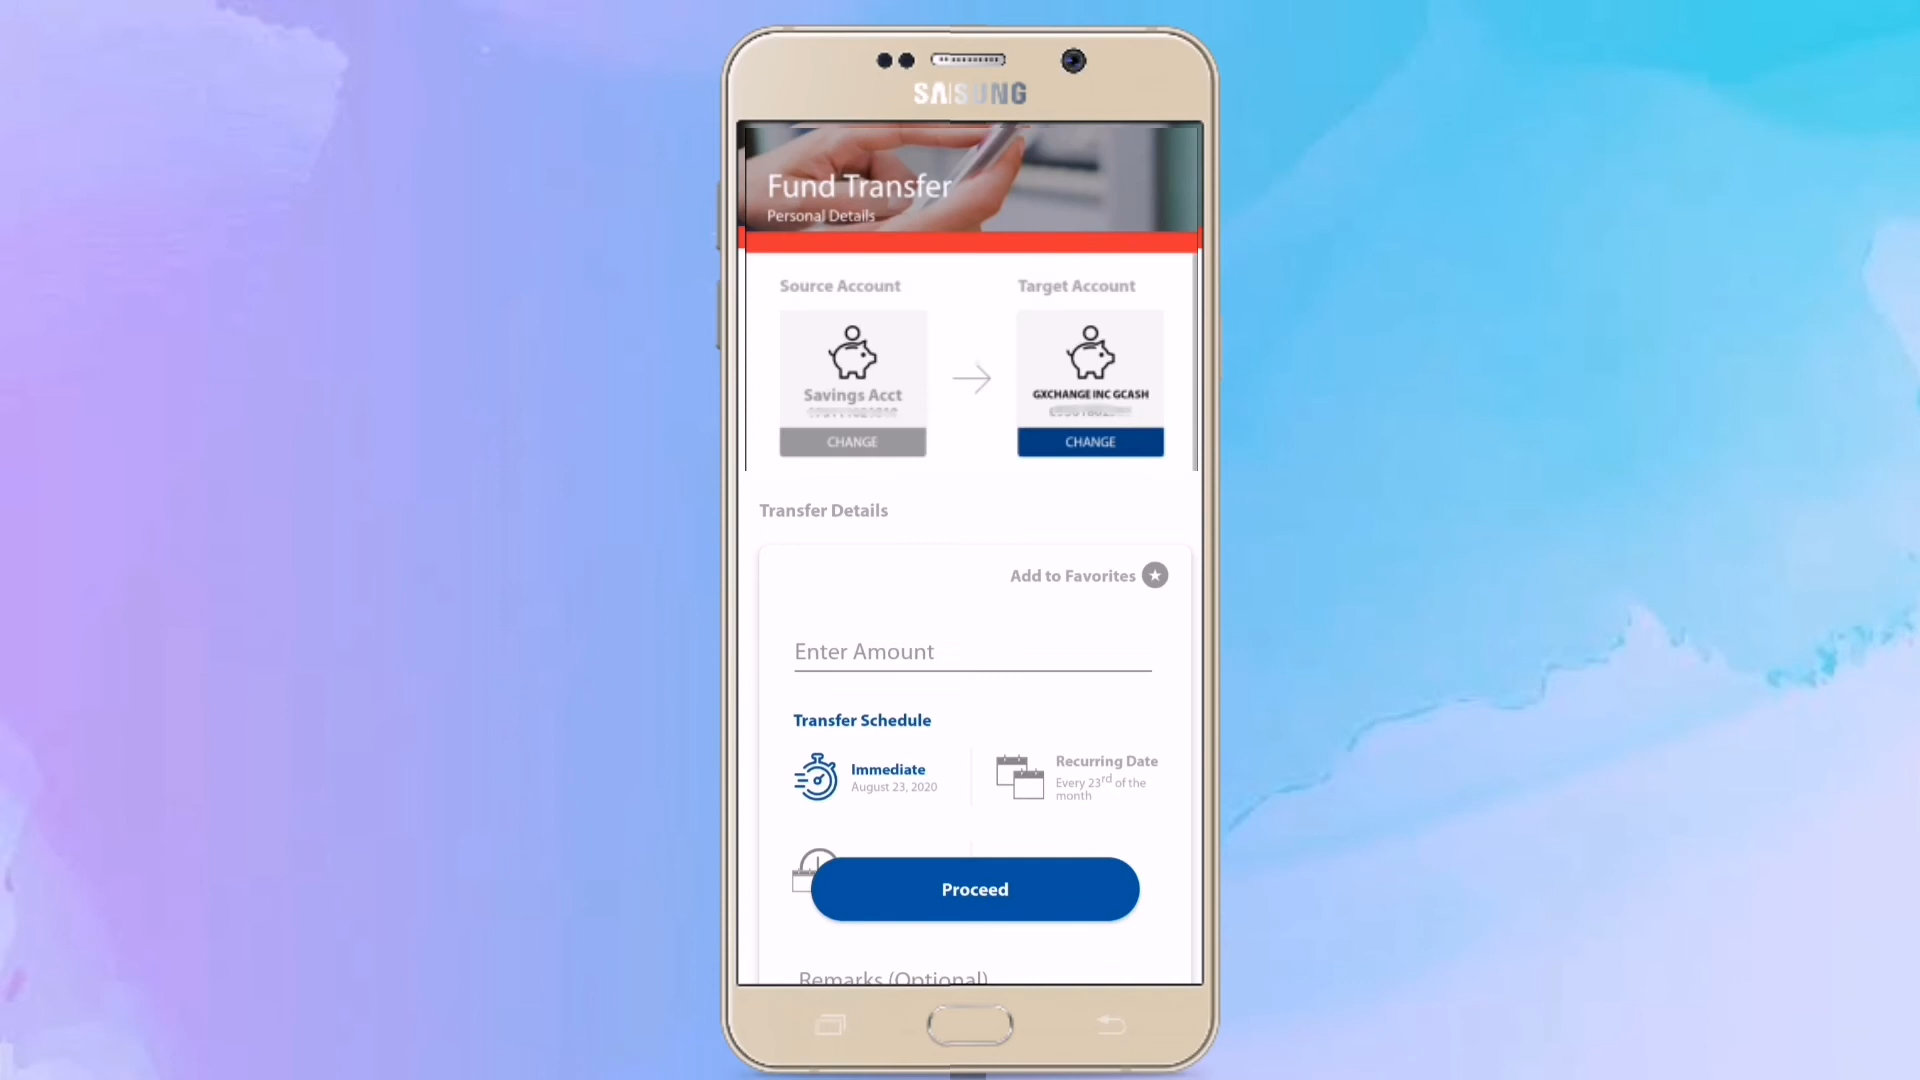 SAMSUNG
Fund Transfer
Personal Details
Source Account
Target Account
Savings Acct
GXCHANGE INC GCASH
CHANGE
CHANGE
Transfer Details
Add to Favorites
Enter Amount
Transfer Schedule
Immediate
August 23, 2020
Recurring Date
Every 23rd of the
month
Proceed
Remarks (Optional)